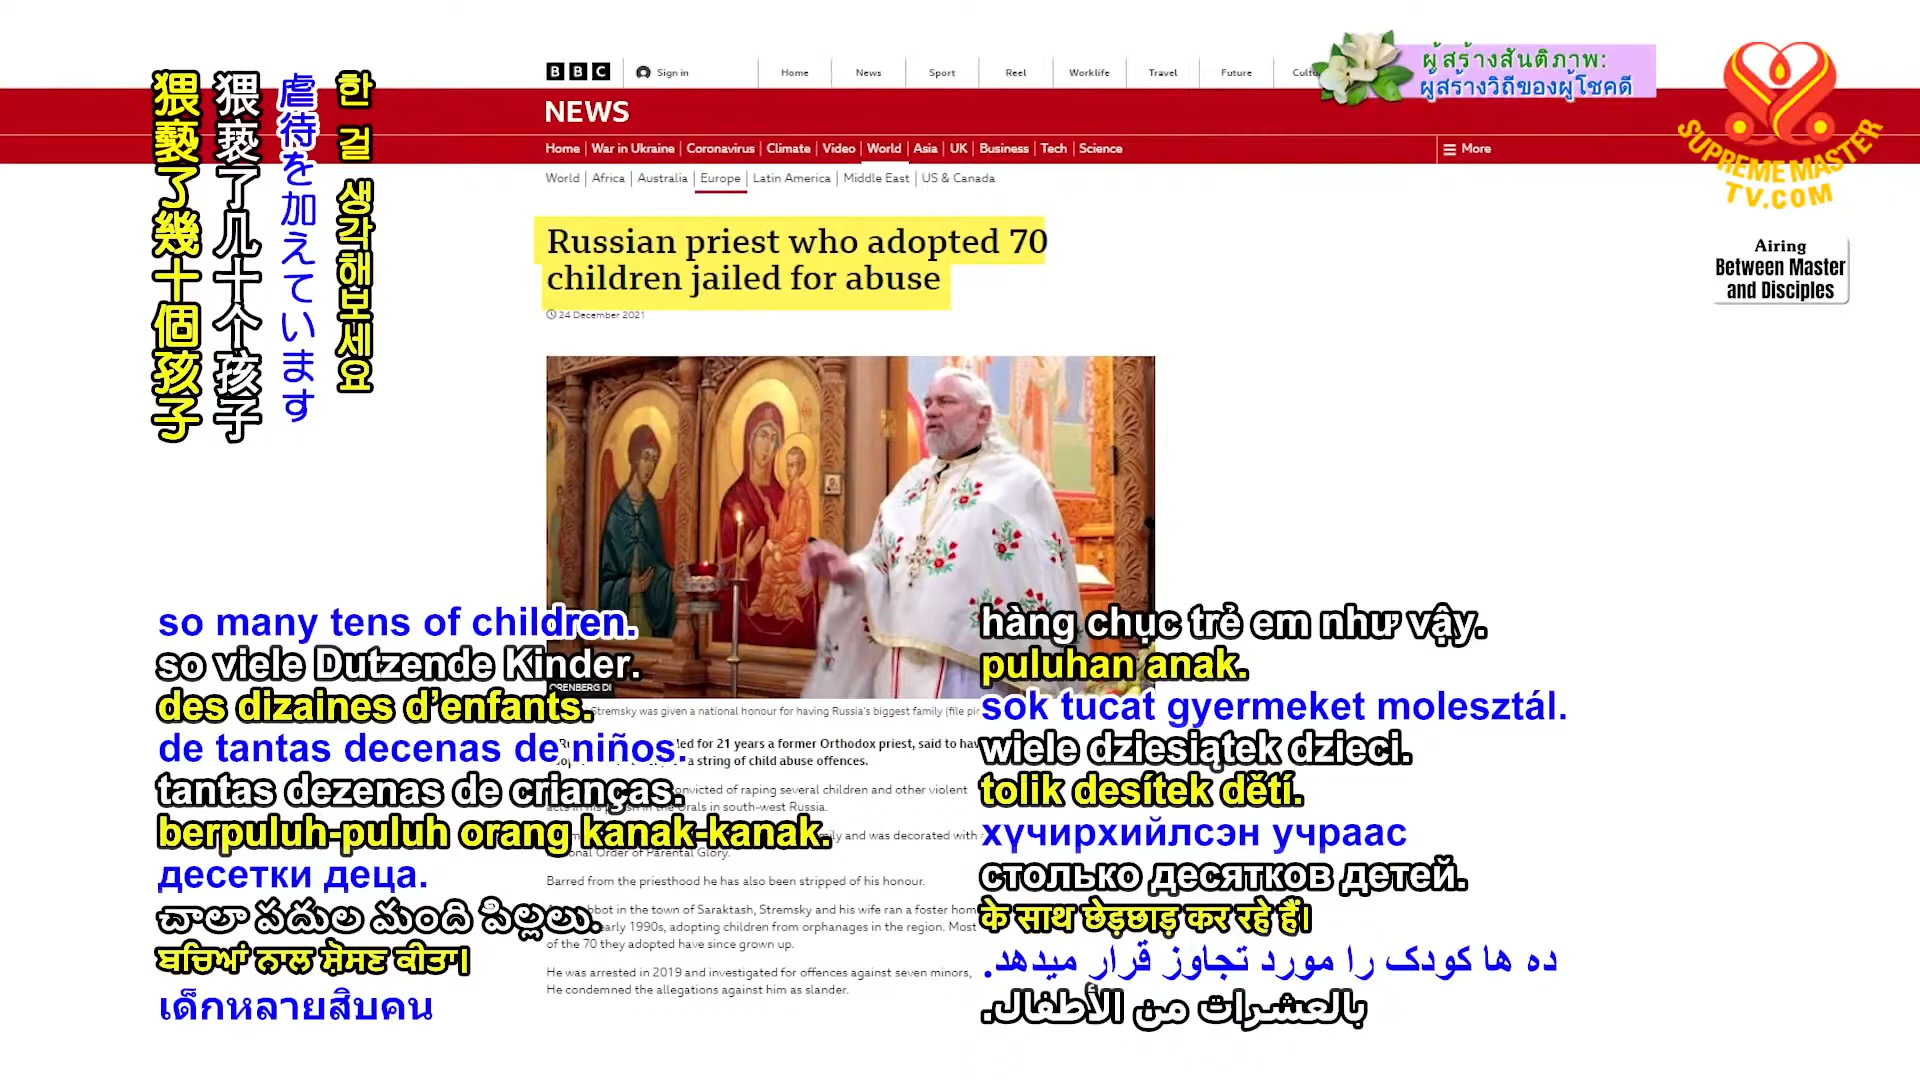 BBC
Sign in
Home
News
Sport
Reel
Worklife
Travel
Future
ผู้สร้างสันติภาพ:
ผู้สร้างวิถีของผู้โชคดี
NEWS
Home
War in Ukraine
Coronavirus
Climate
Video
World
Asia
UK
Business
Tech
Science
More
World
Africa
Australia
Europe
Latin America
Middle East
US & Canada
SUPREME MASTER
TV.COM
Airing
Between Master
and Disciples
한 걸 생각해보세요
虐待を加えています
猥亵了几十个孩子
猥褻了幾十個孩子
Russian priest who adopted 70
children jailed for abuse
24 December 2021
ORENBERG DI
Stremsky was given a national honour for having Russia's biggest family (file
led for 21 years a former Orthodox priest, said to
a string of child abuse offences.
convicted of raping several children and other violent
in the Urals in south-west Russia.
and was decorated with
Order of Parental Glory.
Barred from the priesthood he has also been stripped of his honour.
in the town of Saraktash, Stremsky and his wife ran a foster
early 1990s, adopting children from orphanages in the region. Most
of the 70 they adopted have since grown up.
He was arrested in 2019 and investigated for offences against seven minors,
He condemned the allegations against him as slander.
so many tens of children.
so viele Dutzende Kinder.
des dizaines d'enfants.
de tantas decenas de niños.
tantas dezenas de crianças.
berpuluh-puluh orang kanak-kanak.
десетки деца.
చాలా పదుల మంది పిల్లలు.
ਬਚਿਆਂ ਨਾਲ ਸ਼ੋਸਣ ਕੀਤਾ।
เด็กหลายสิบคน
hàng chục trẻ em như vậy.
puluhan anak.
sok tucat gyermeket molesztál.
wiele dziesiątek dzieci.
tolik desítek dětí.
хүчирхийлсэн учраас
столько десятков детей.
के साथ छेड़छाड़ कर रहे हैं।
ده ها کودک را مورد تجاوز قرار میدهد.
بالعشرات من الأطفال.